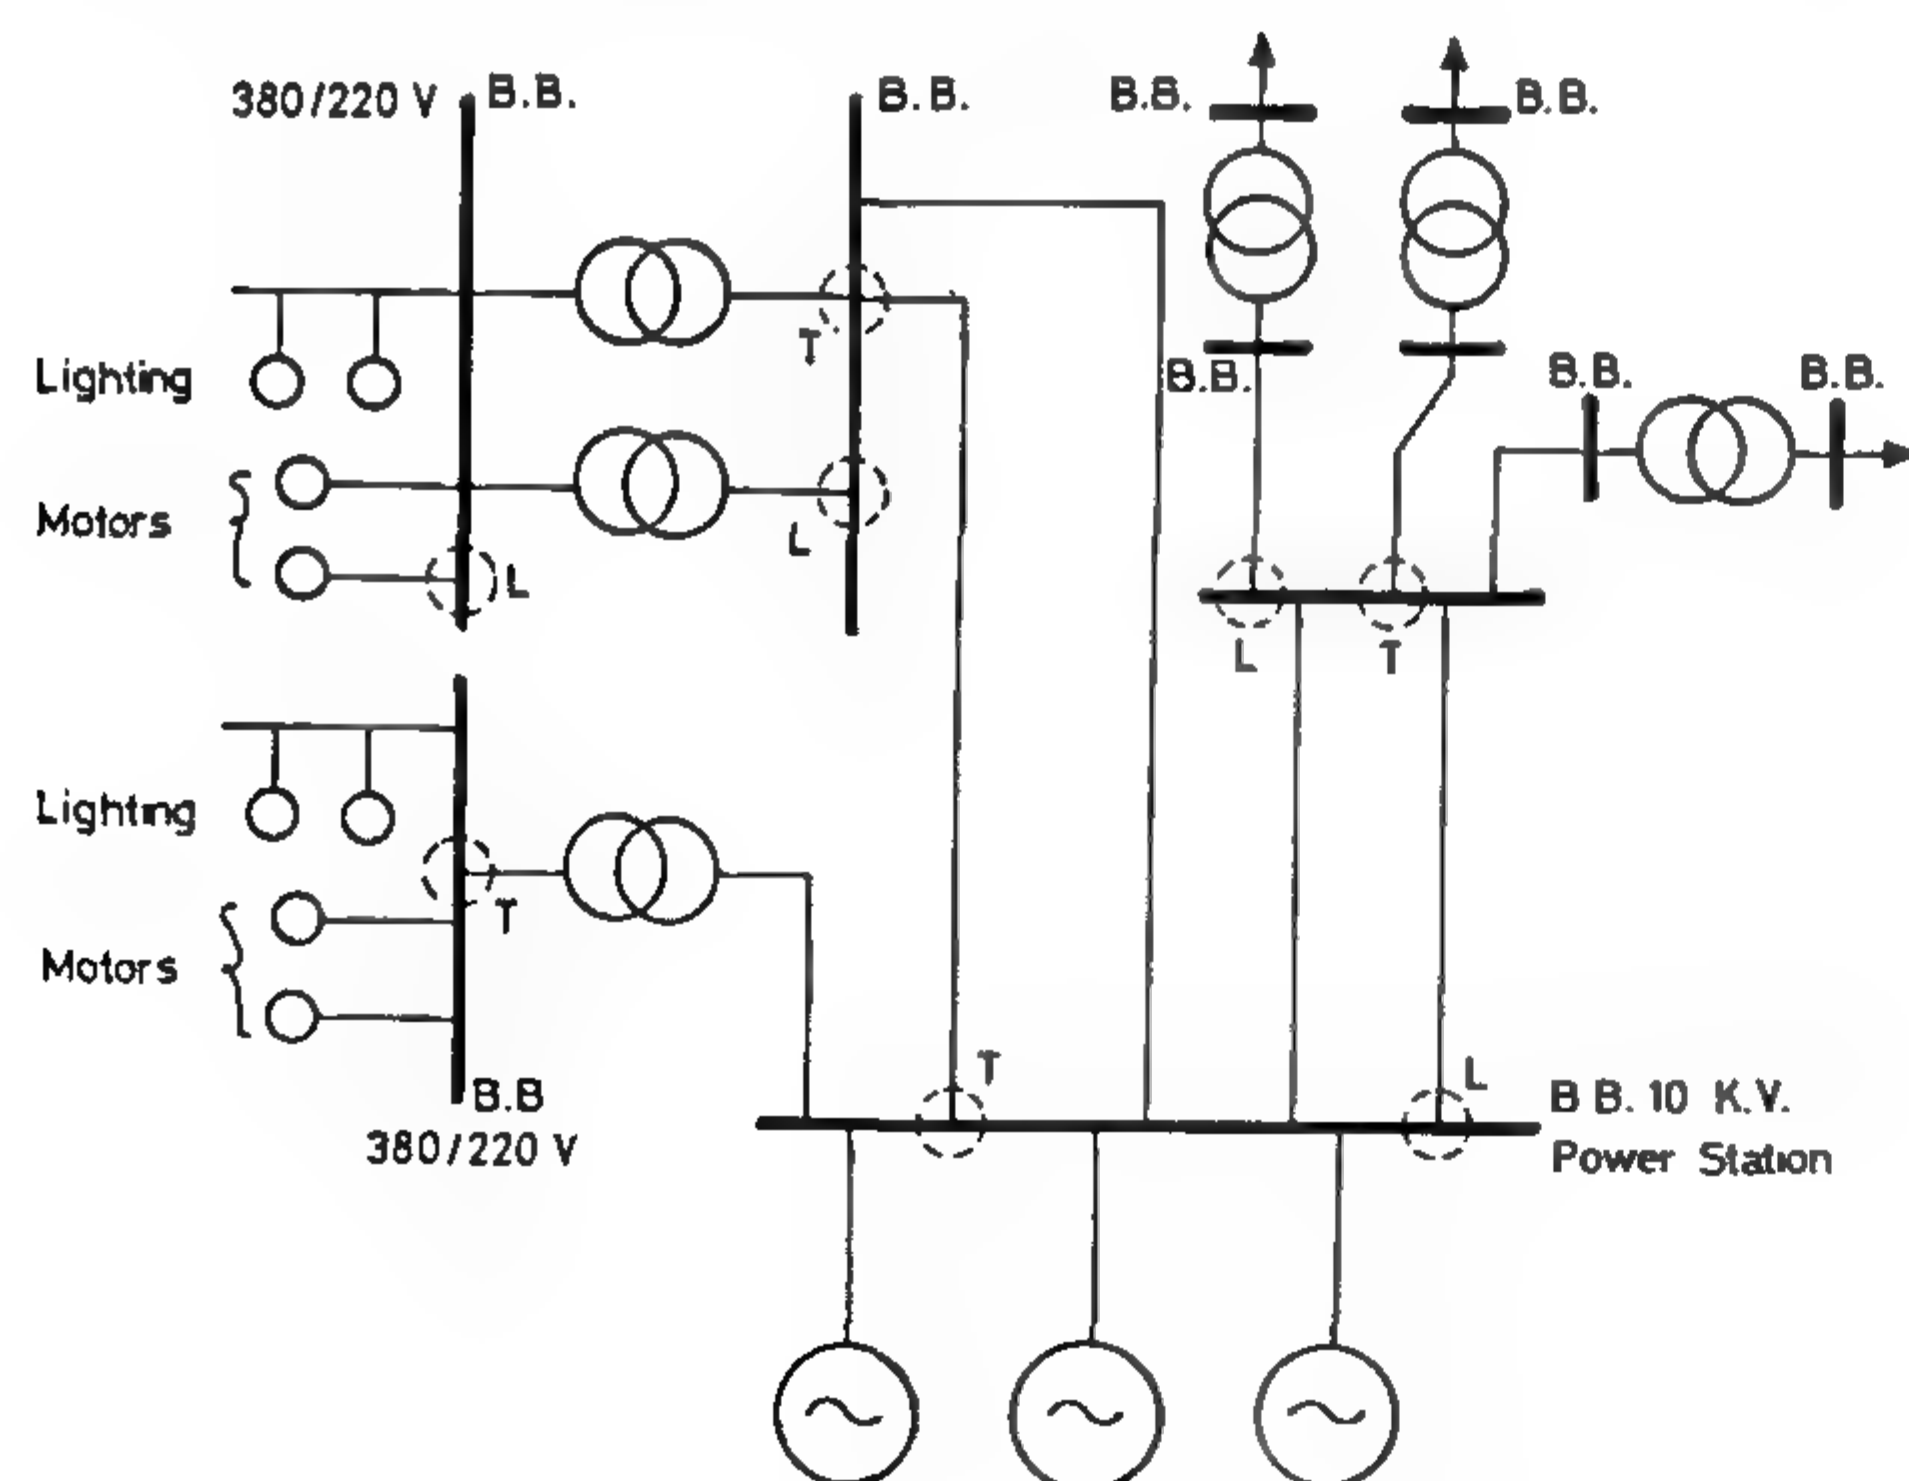 380/220 V B.B.
B.B.
B.B.
B.B.
T
B.B.
B.B.
B.B.
Lighting
Motors
L
L
L
T
Lighting
T
Motors
T
L
B.B
380/220 V
B B. 10 K.V.
Power Station